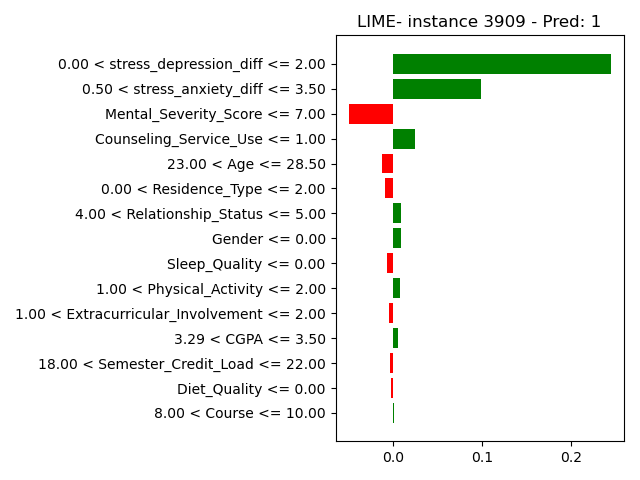 LIME- instance 3909 - Pred: 1
0.00 < stress_depression_diff <= 2.00
0.50 < stress_anxiety_diff <= 3.50
Mental_Severity_Score <= 7.00
Counseling_Service_Use <= 1.00
23.00 < Age <= 28.50
0.00 < Residence_Type <= 2.00
4.00 < Relationship_Status <= 5.00
Gender <= 0.00
Sleep_Quality <= 0.00
1.00 < Physical_Activity <= 2.00
1.00 < Extracurricular_Involvement <= 2.00
3.29 < CGPA <= 3.50
18.00 < Semester_Credit_Load <= 22.00
Diet_Quality <= 0.00
8.00 < Course <= 10.00
0.0 0.1 0.2